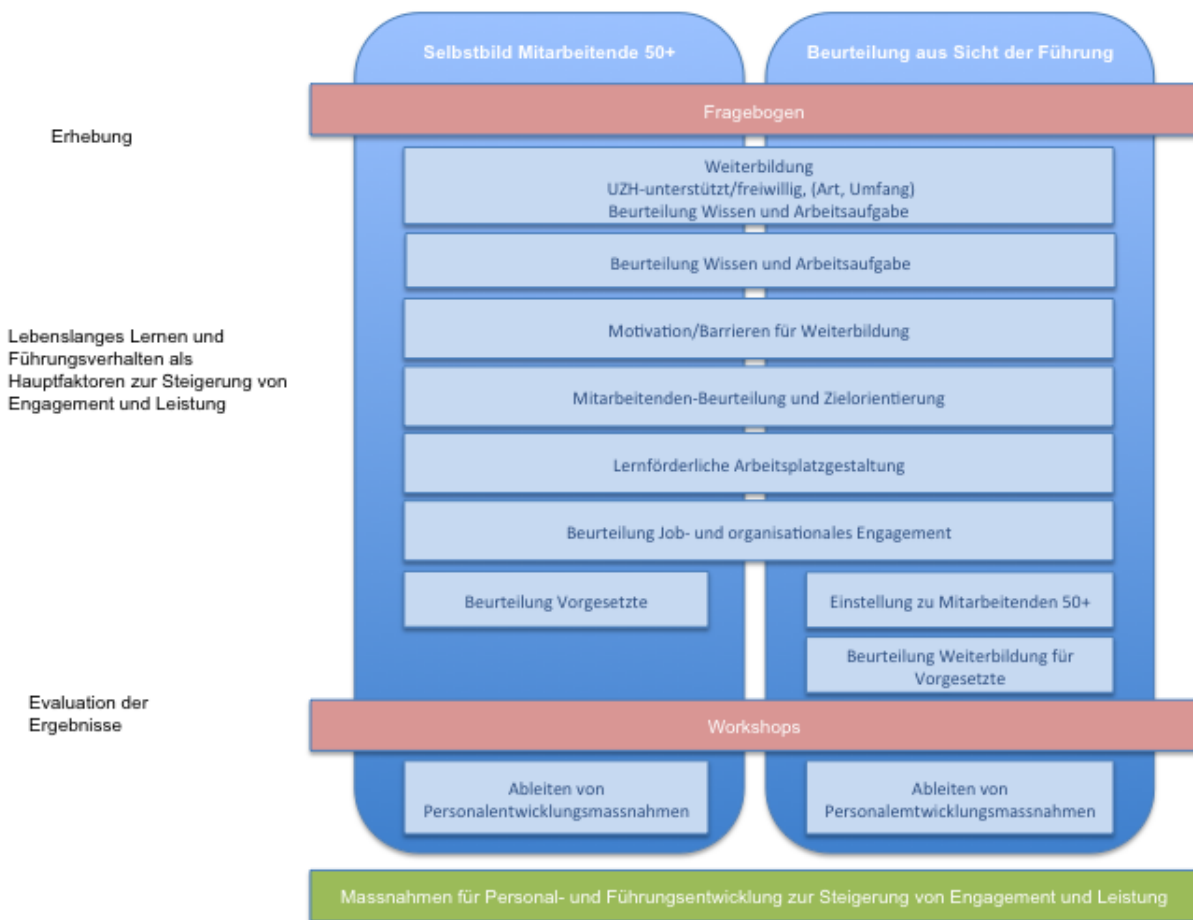 Selbstbild Mitarbeitende 50+
Beurteilung aus Sicht der Führung
Fragebogen
Erhebung
Weiterbildung
UZH-unterstützt/freiwillig, (Art, Umfang)
Beurteilung Wissen und Arbeitsaufgabe
Beurteilung Wissen und Arbeitsaufgabe
Motivation/Barrieren für Weiterbildung
Lebenslanges Lernen und
Führungsverhalten als
Hauptfaktoren zur Steigerung von
Engagement und Leistung
Mitarbeitenden-Beurteilung und Zielorientierung
Lernförderliche Arbeitsplatzgestaltung
Beurteilung Job- und organisationales Engagement
Beurteilung Vorgesetzte
Einstellung zu Mitarbeitenden 50+
Beurteilung Weiterbildung für
Vorgesetzte
Evaluation der
Ergebnisse
Workshops
Ableiten von
Personalentwicklungsmassnahmen
Ableiten von
Personalemtwicklungsmassnahmen
Massnahmen für Personal- und Führungsentwicklung zur Steigerung von Engagement und Leistung